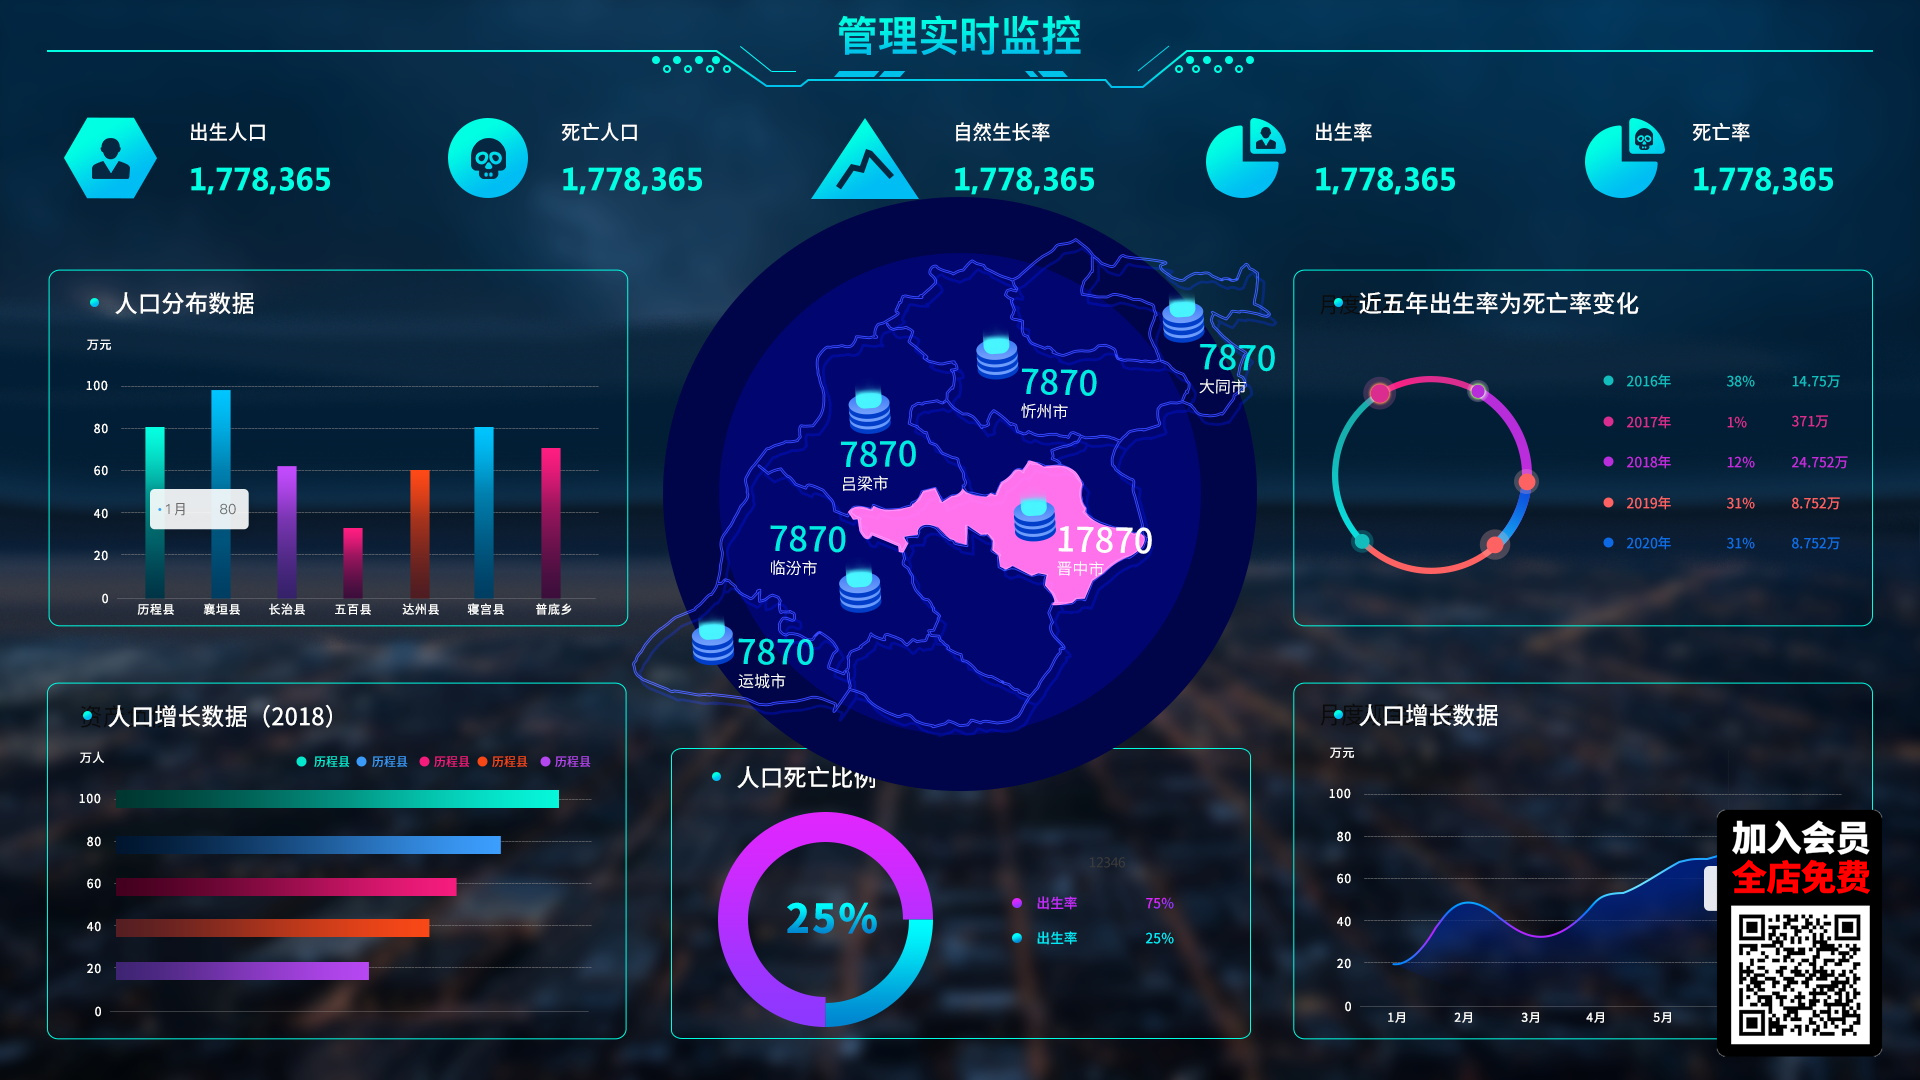 管理实时监控
出生人口
1,778,365
死亡人口
1,778,365
自然生长率
1,778,365
出生率
1,778,365
死亡率
1,778,365
人口分布数据
万元
100
80
60
40
20
0
1月 80
历程县 襄垣县 长治县 五百县 达州县 寝宫县 普底乡
7870
大同市
7870
忻州市
7870
吕梁市
7870
临汾市
17870
晋中市
7870
运城市
近五年出生率为死亡率变化
2016年 38% 14.75万
2017年 1% 371万
2018年 12% 24.752万
2019年 31% 8.752万
2020年 31% 8.752万
人口增长数据（2018）
万人
历程县 历程县 历程县 历程县 历程县
100
80
60
40
20
0
人口死亡比例
25%
12346
出生率 75%
出生率 25%
月度
人口增长数据
万元
100
80
60
40
20
0
1月 2月 3月 4月 5月
加入会员
全店免费